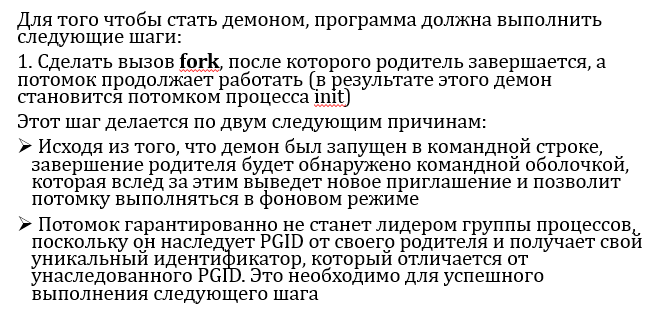 Для того чтобы стать демоном, программа должна выполнить
следующие шаги:
1. Сделать вызов fork, после которого родитель завершается, а
потомок продолжает работать (в результате этого демон
становится потомком процесса init)
Этот шаг делается по двум следующим причинам:
➢ Исходя из того, что демон был запущен в командной строке,
завершение родителя будет обнаружено командной оболочкой,
которая вслед за этим выведет новое приглашение и позволит
потомку выполняться в фоновом режиме
➢ Потомок гарантированно не станет лидером группы процессов,
поскольку он наследует PGID от своего родителя и получает свой
уникальный идентификатор, который отличается от
унаследованного PGID. Это необходимо для успешного
выполнения следующего шага